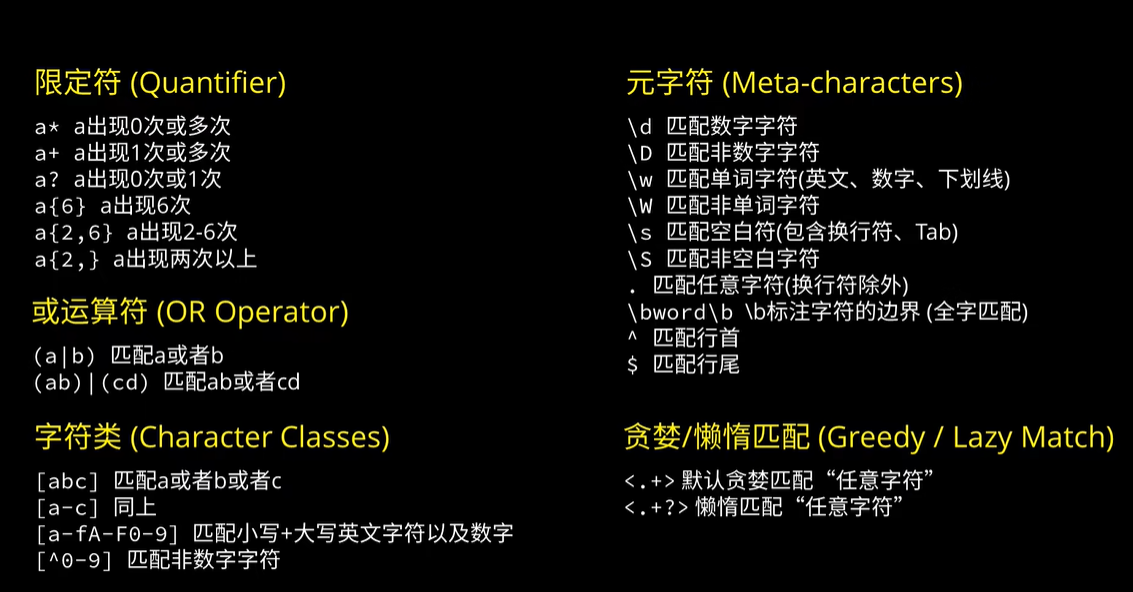 限定符 (Quantifier)
a* a出现0次或多次
a+ a出现1次或多次
a? a出现0次或1次
a{6} a出现6次
a{2,6} a出现2-6次
a{2,} a出现两次以上
或运算符 (OR Operator)
(a|b) 匹配a或者b
(ab)|(cd) 匹配ab或者cd
字符类 (Character Classes)
[abc] 匹配a或者b或者c
[a-c] 同上
[a-fA-F0-9] 匹配小写+大写英文字符以及数字
[^0-9] 匹配非数字字符
元字符 (Meta-characters)
\d 匹配数字字符
\D 匹配非数字字符
\w 匹配单词字符(英文、数字、下划线)
\W 匹配非单词字符
\s 匹配空白符(包含换行符、Tab)
\S 匹配非空白字符
. 匹配任意字符(换行符除外)
\bword\b \b标注字符的边界 (全字匹配)
^ 匹配行首
$ 匹配行尾
贪婪/懒惰匹配 (Greedy / Lazy Match)
<.+> 默认贪婪匹配“任意字符”
<.+?> 懒惰匹配“任意字符”